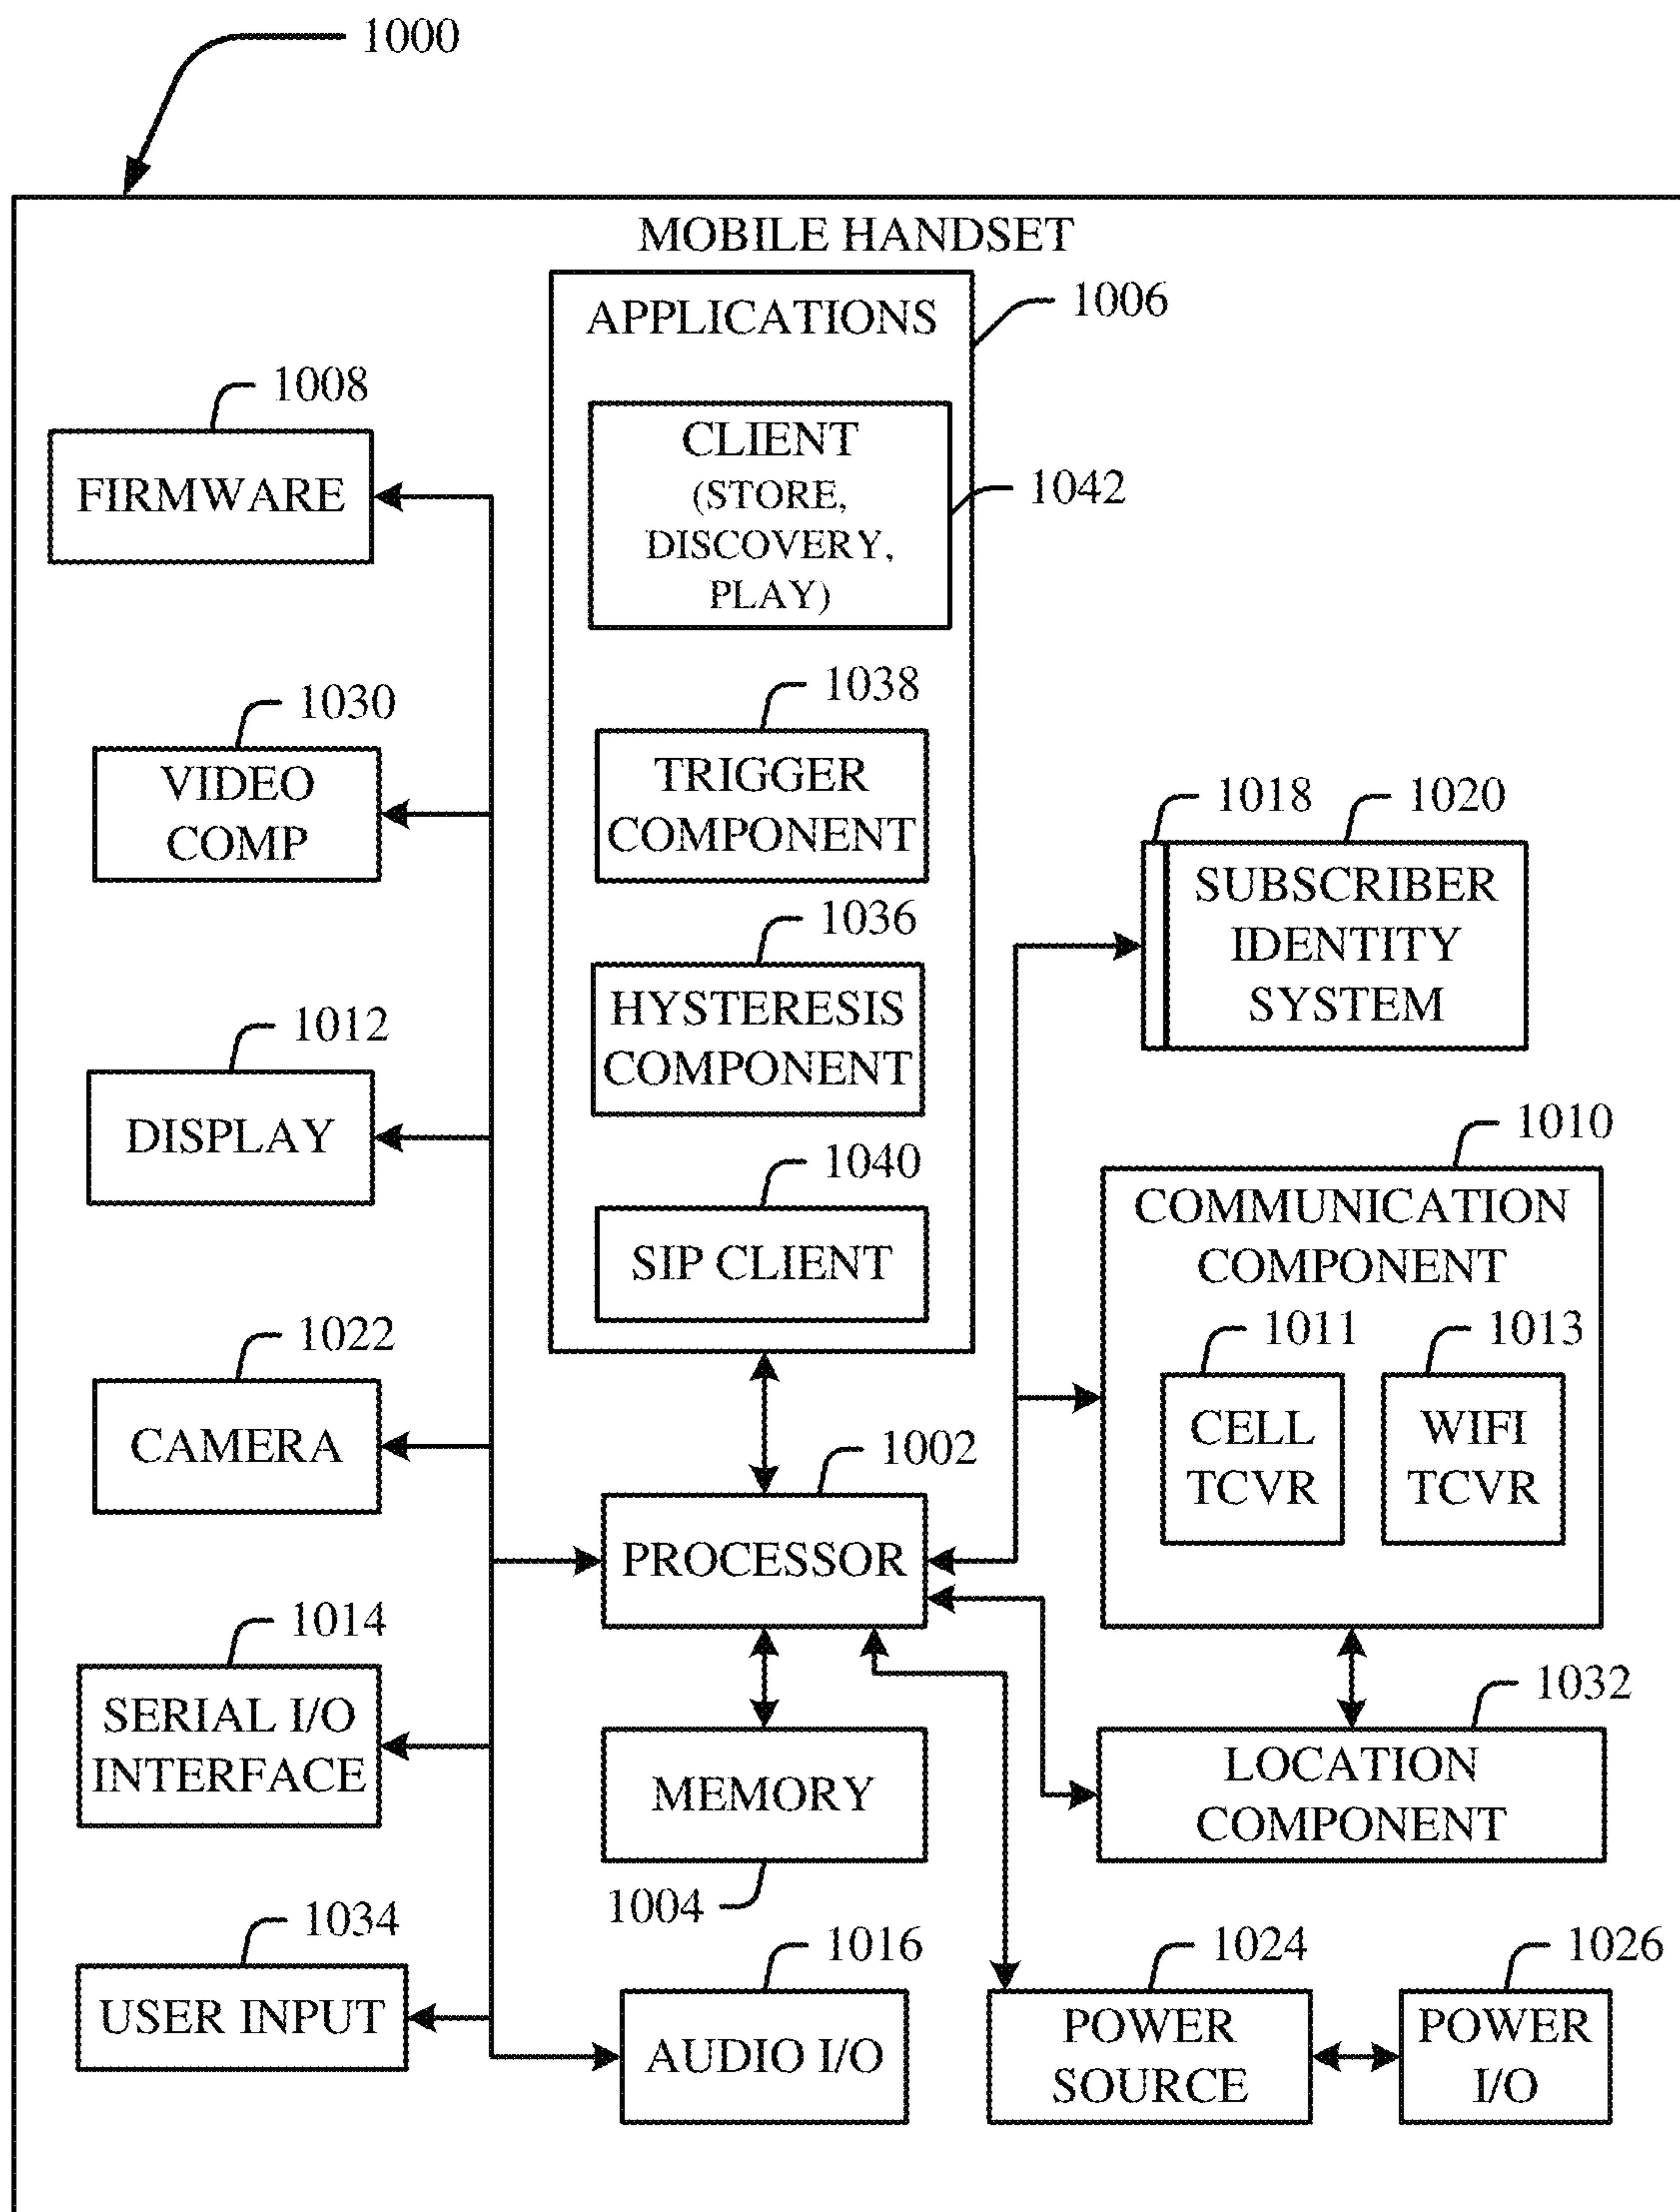 1000
MOBILE HANDSET
APPLICATIONS
1006
1008
FIRMWARE
CLIENT
(STORE,
DISCOVERY,
PLAY)
1042
1030
VIDEO
COMP
1038
TRIGGER
COMPONENT
1018
1020
SUBSCRIBER
IDENTITY
SYSTEM
1036
HYSTERESIS
COMPONENT
1012
DISPLAY
1040
SIP CLIENT
1010
COMMUNICATION
COMPONENT
1011
CELL
TCVR
1013
WIFI
TCVR
1022
CAMERA
1002
PROCESSOR
1014
SERIAL I/O
INTERFACE
MEMORY
1004
1032
LOCATION
COMPONENT
1034
USER INPUT
1016
AUDIO I/O
1024
POWER
SOURCE
1026
POWER
I/O